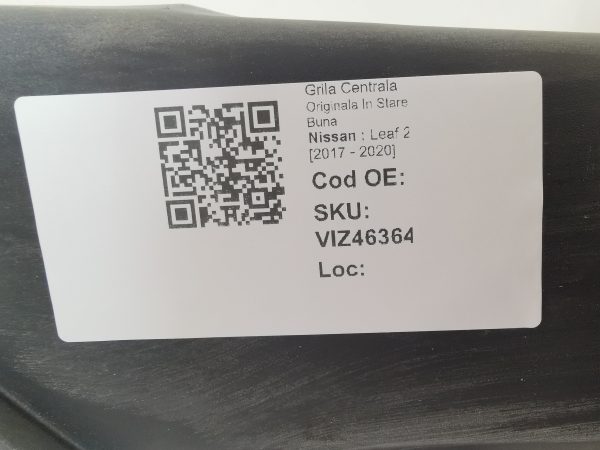 Grila Centrala
Originala In Stare
Buna
Nissan : Leaf 2
[2017 - 2020]
Cod OE:
SKU:
VIZ46364
Loc: